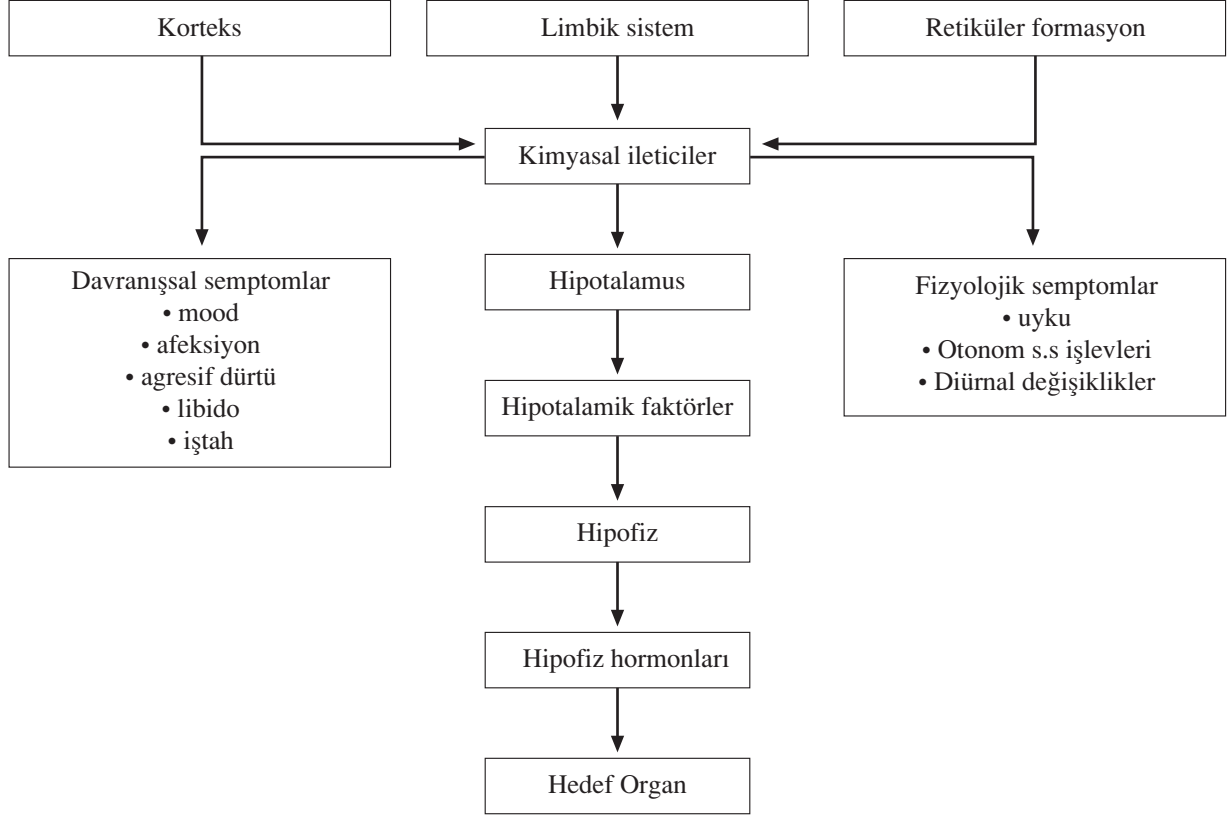 Korteks
Limbik sistem
Retiküler formasyon
Kimyasal ileticiler
Davranışsal semptomlar
• mood
• afeksiyon
• agresif dürtü
• libido
• iştah
Hipotalamus
Fizyolojik semptomlar
• uyku
• Otonom s.s işlevleri
• Diürnal değişiklikler
Hipotalamik faktörler
Hipofiz
Hipofiz hormonları
Hedef Organ